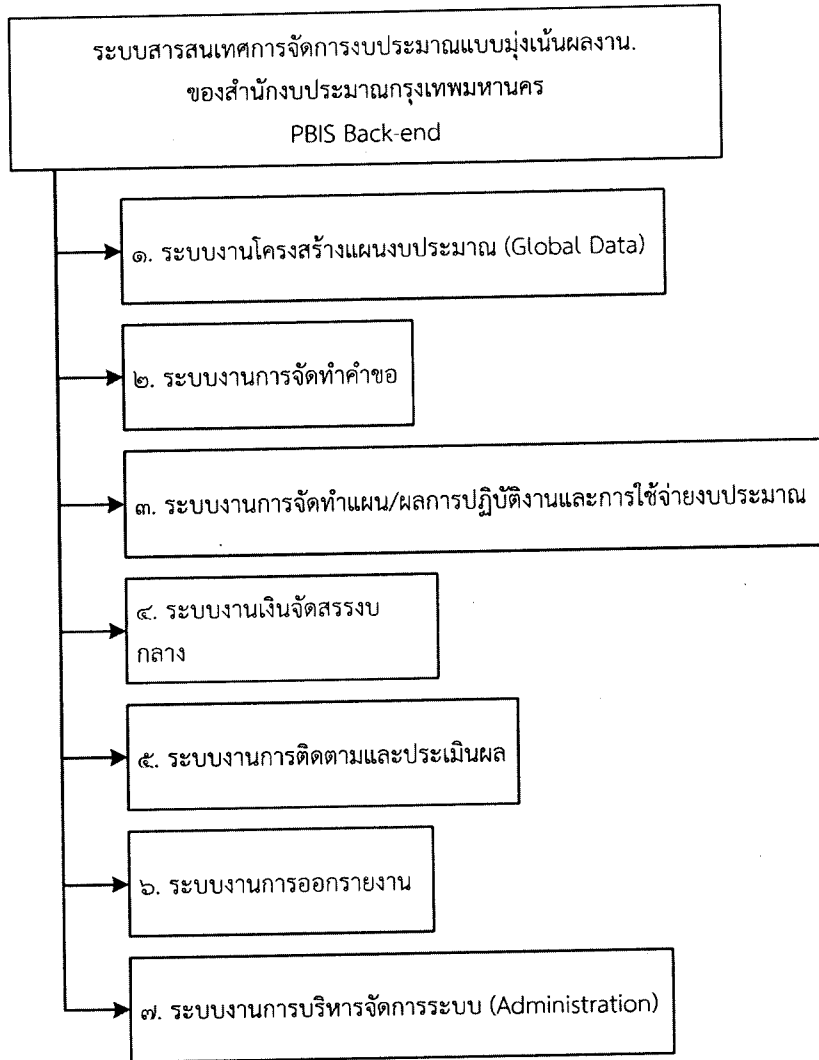 ระบบสารสนเทศการจัดการงบประมาณแบบมุ่งเน้นผลงาน.
ของสำนักงบประมาณกรุงเทพมหานคร
PBIS Back-end
๑. ระบบงานโครงสร้างแผนงบประมาณ (Global Data)
๒. ระบบงานการจัดทำคำขอ
๓. ระบบงานการจัดทำแผน/ผลการปฏิบัติงานและการใช้จ่ายงบประมาณ
๔. ระบบงานเงินจัดสรรงบ
กลาง
๕. ระบบงานการติดตามและประเมินผล
๖. ระบบงานการออกรายงาน
๗. ระบบงานการบริหารจัดการระบบ (Administration)